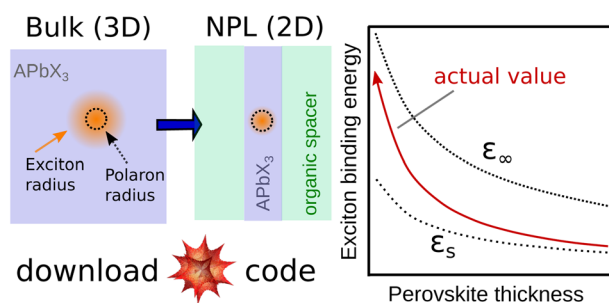 Bulk (3D)
NPL (2D)
APbX₃
Exciton
radius
Polaron
radius
APbX₃
organic spacer
download
code
Exciton binding energy
actual value
ε∞
εs
Perovskite thickness